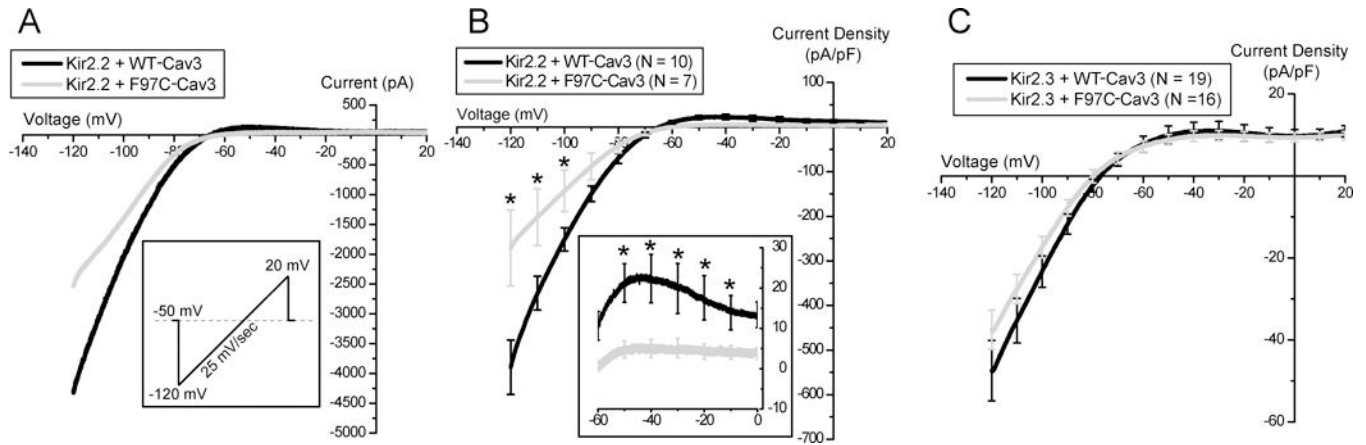 A
Kir2.2 + WT-Cav3
Kir2.2 + F97C-Cav3
Current (pA)
Voltage (mV)
-140 -120 -100 -80 -60 -40 -20 20
500
-500
-1000
-1500
-2000
-2500
-3000
-3500
-4000
-4500
-5000
20 mV
-50 mV
25 mV/sec
-120 mV
B
Current Density
(pA/pF)
Kir2.2 + WT-Cav3 (N = 10)
Kir2.2 + F97C-Cav3 (N = 7)
Voltage (mV)
-140 -120 -100 -80 -60 -40 -20 20
100
-100
-200
-300
-400
-500
-600
-700
* * *
* * * * *
30
20
10
0
-10
-60 -40 -20 0
C
Current Density
(pA/pF)
Kir2.3 + WT-Cav3 (N = 19)
Kir2.3 + F97C-Cav3 (N =16)
Voltage (mV)
-140 -120 -100 -80 -60 -40 -20 20
20
-20
-40
-60